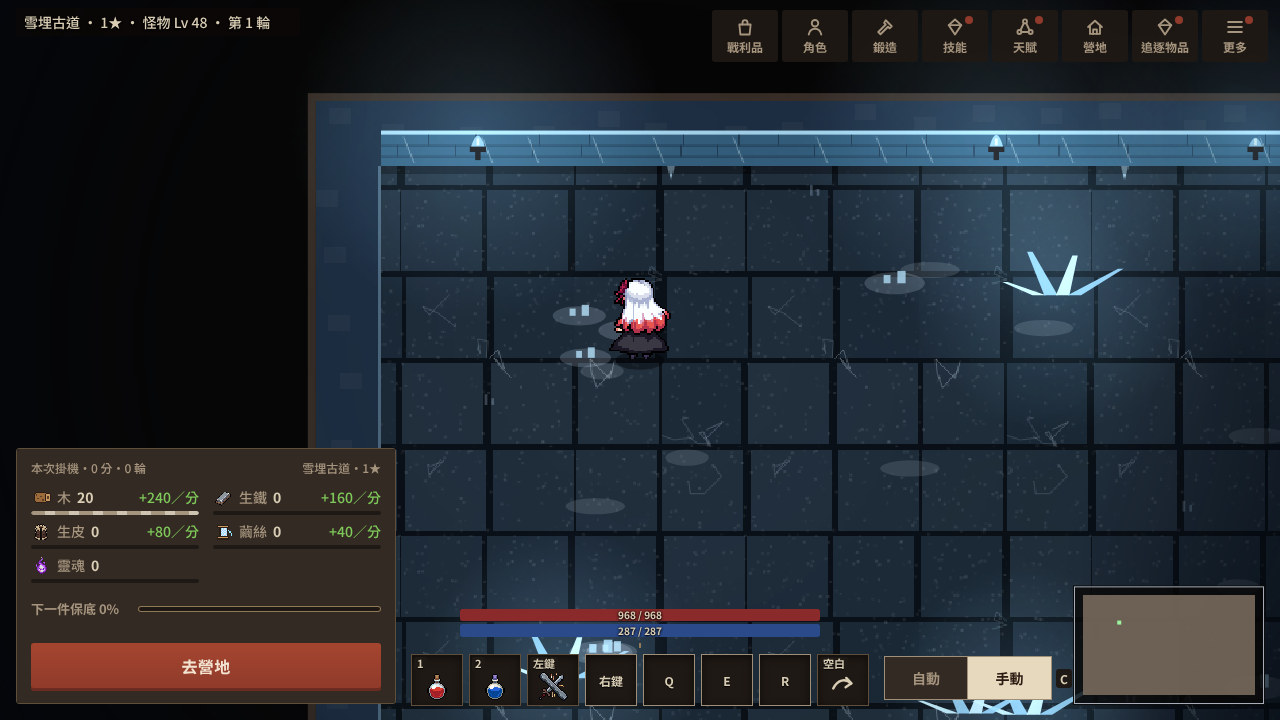 雪埋古道 • 1★ • 怪物 Lv 48 • 第 1 輪
戰利品
角色
鍛造
技能
天賦
營地
追逐物品
更多
本次掛機・0 分・0 輪
雪埋古道・1★
木 20 +240／分
生鐵 0 +160／分
生皮 0 +80／分
繭絲 0 +40／分
靈魂 0
下一件保底 0%
去營地
968 / 968
287 / 287
1
2
左鍵
右鍵
Q
E
R
空白
自動
手動
C